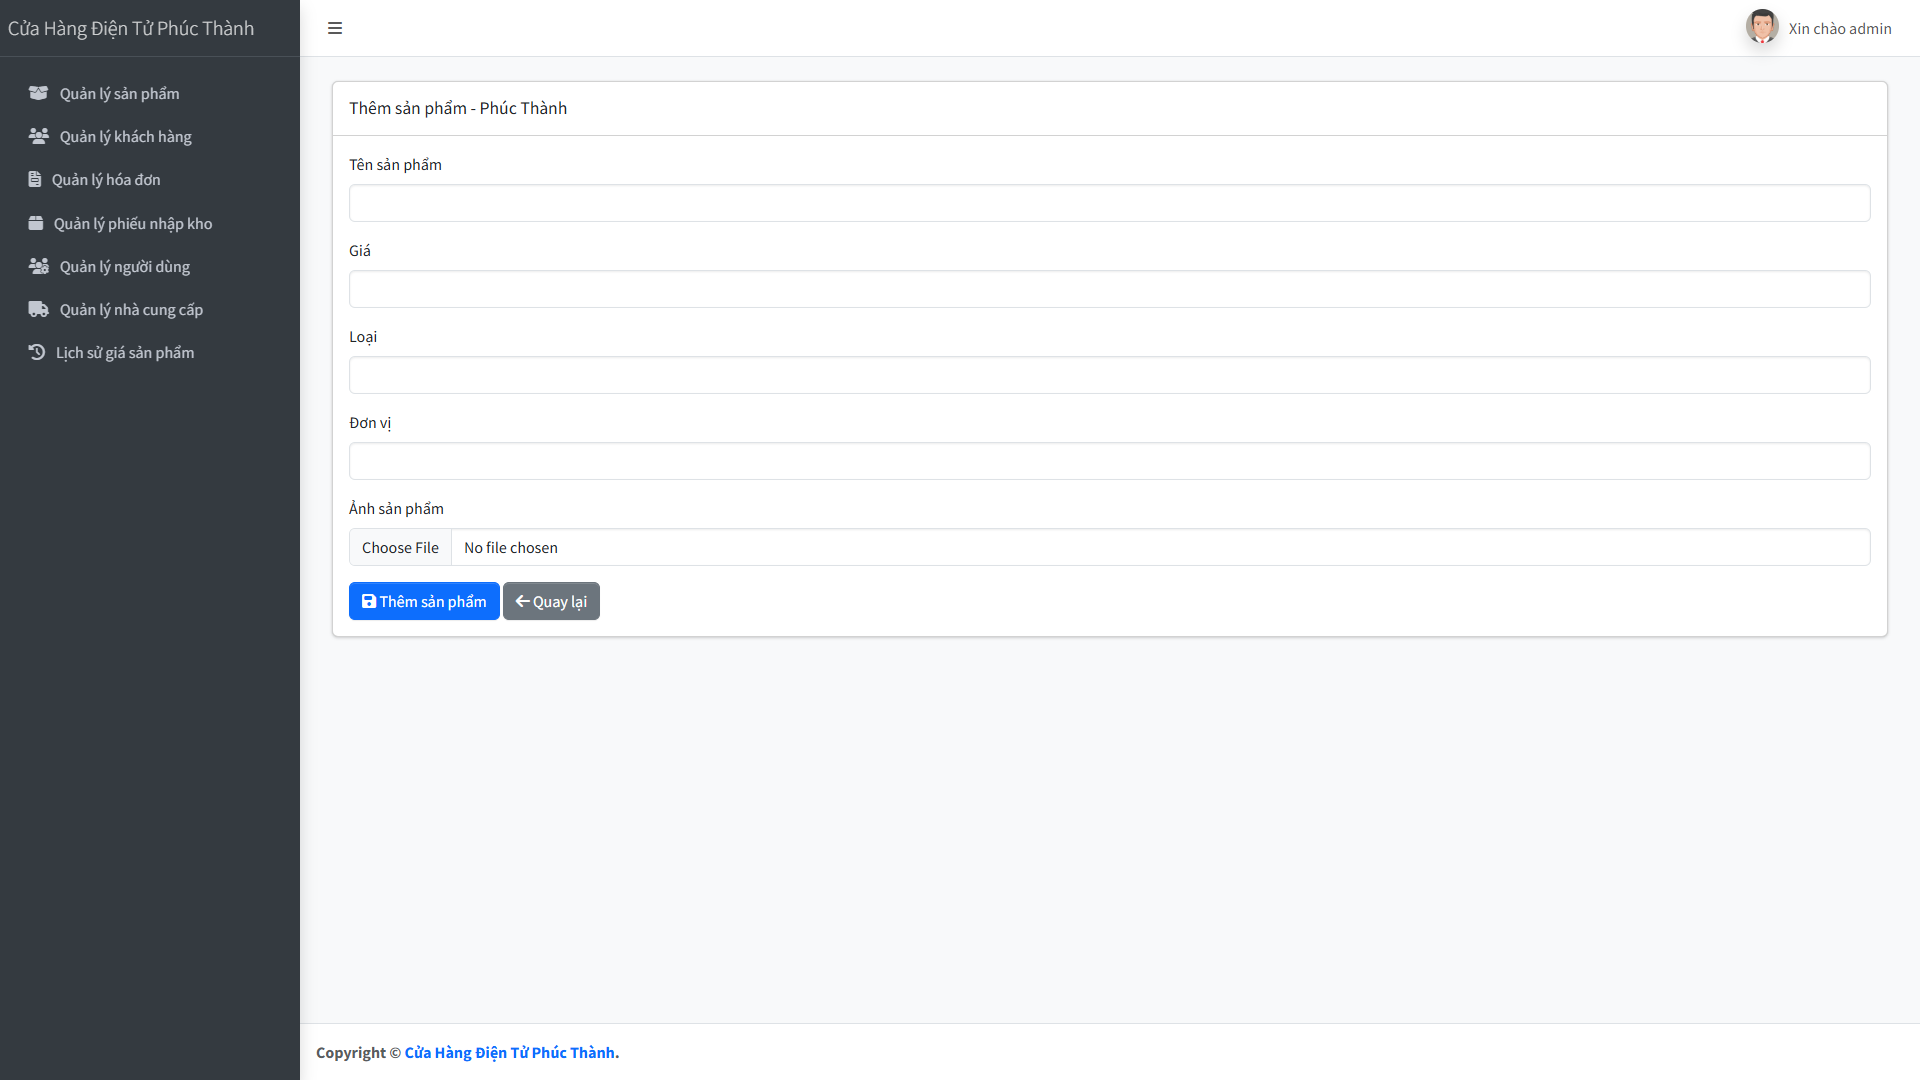 Cửa Hàng Điện Tử Phúc Thành
Xin chào admin
Quản lý sản phẩm
Quản lý khách hàng
Quản lý hóa đơn
Quản lý phiếu nhập kho
Quản lý người dùng
Quản lý nhà cung cấp
Lịch sử giá sản phẩm
Thêm sản phẩm - Phúc Thành
Tên sản phẩm
Giá
Loại
Đơn vị
Ảnh sản phẩm
Choose File No file chosen
Thêm sản phẩm Quay lại
Copyright © Cửa Hàng Điện Tử Phúc Thành.